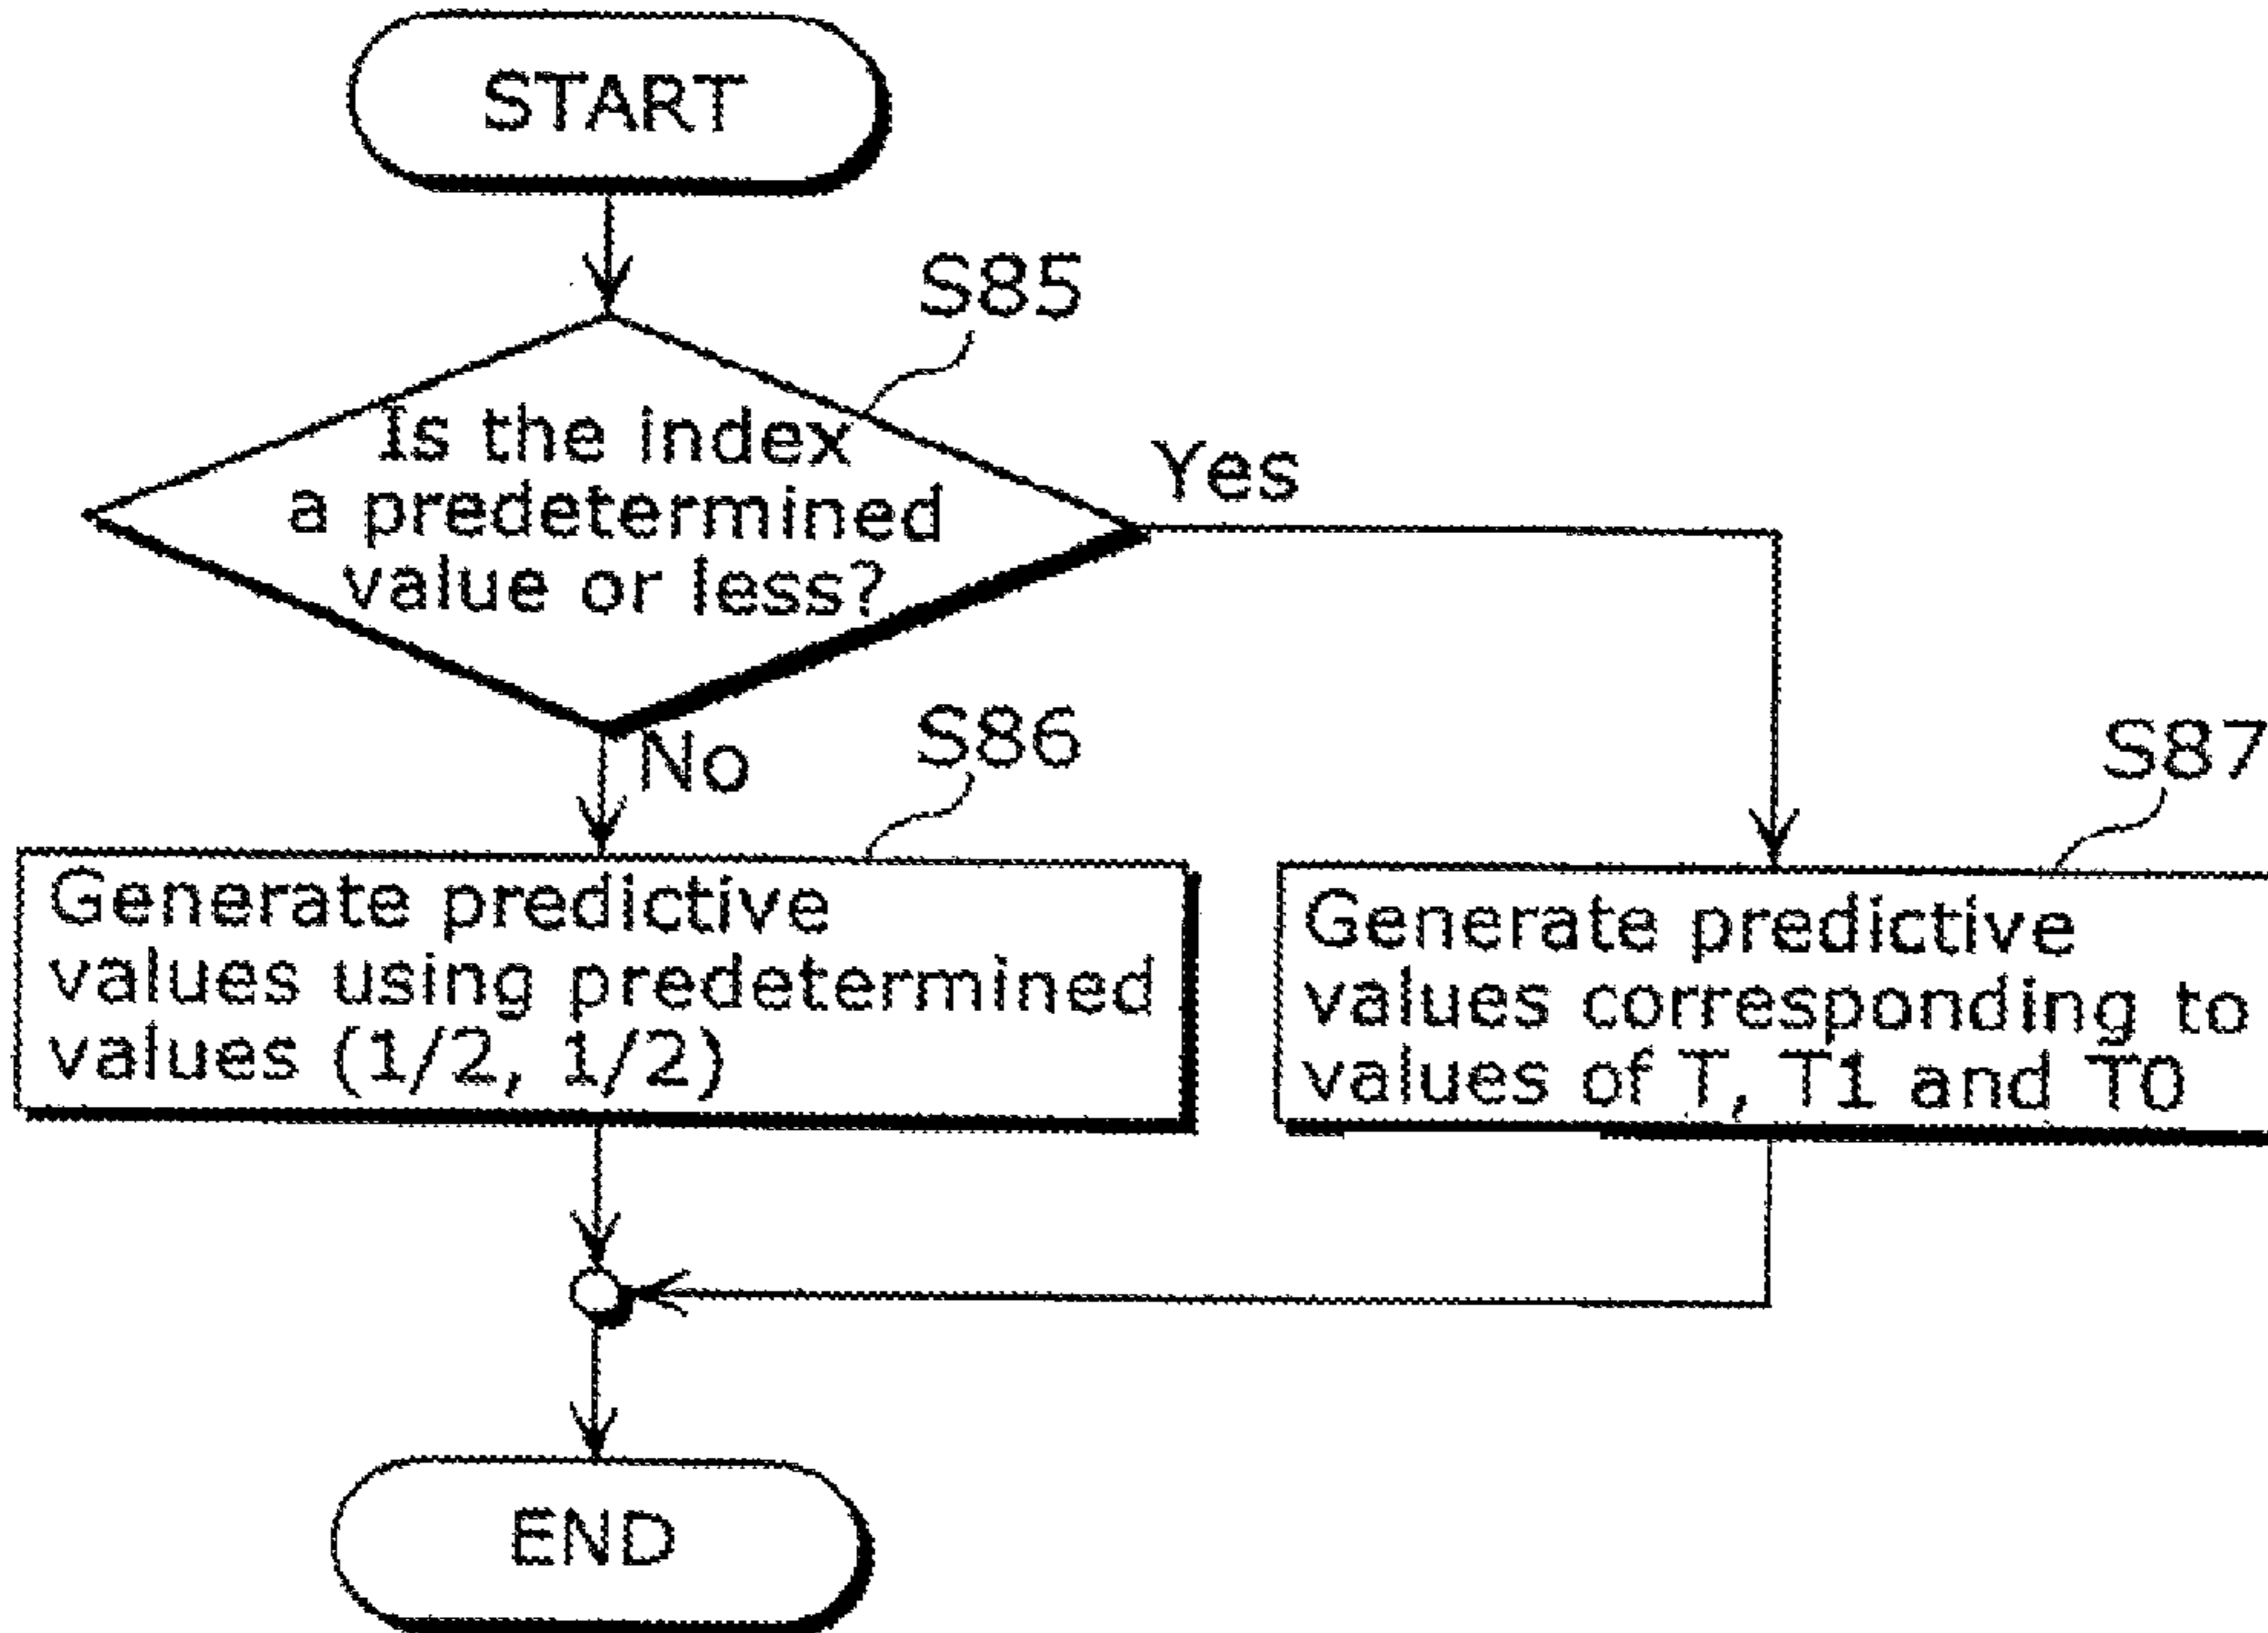 START
S85
Is the index
a predetermined
value or less?
Yes
No
S86
S87
Generate predictive
values using predetermined
values (1/2, 1/2)
Generate predictive
values corresponding to
values of T, T1 and T0
END